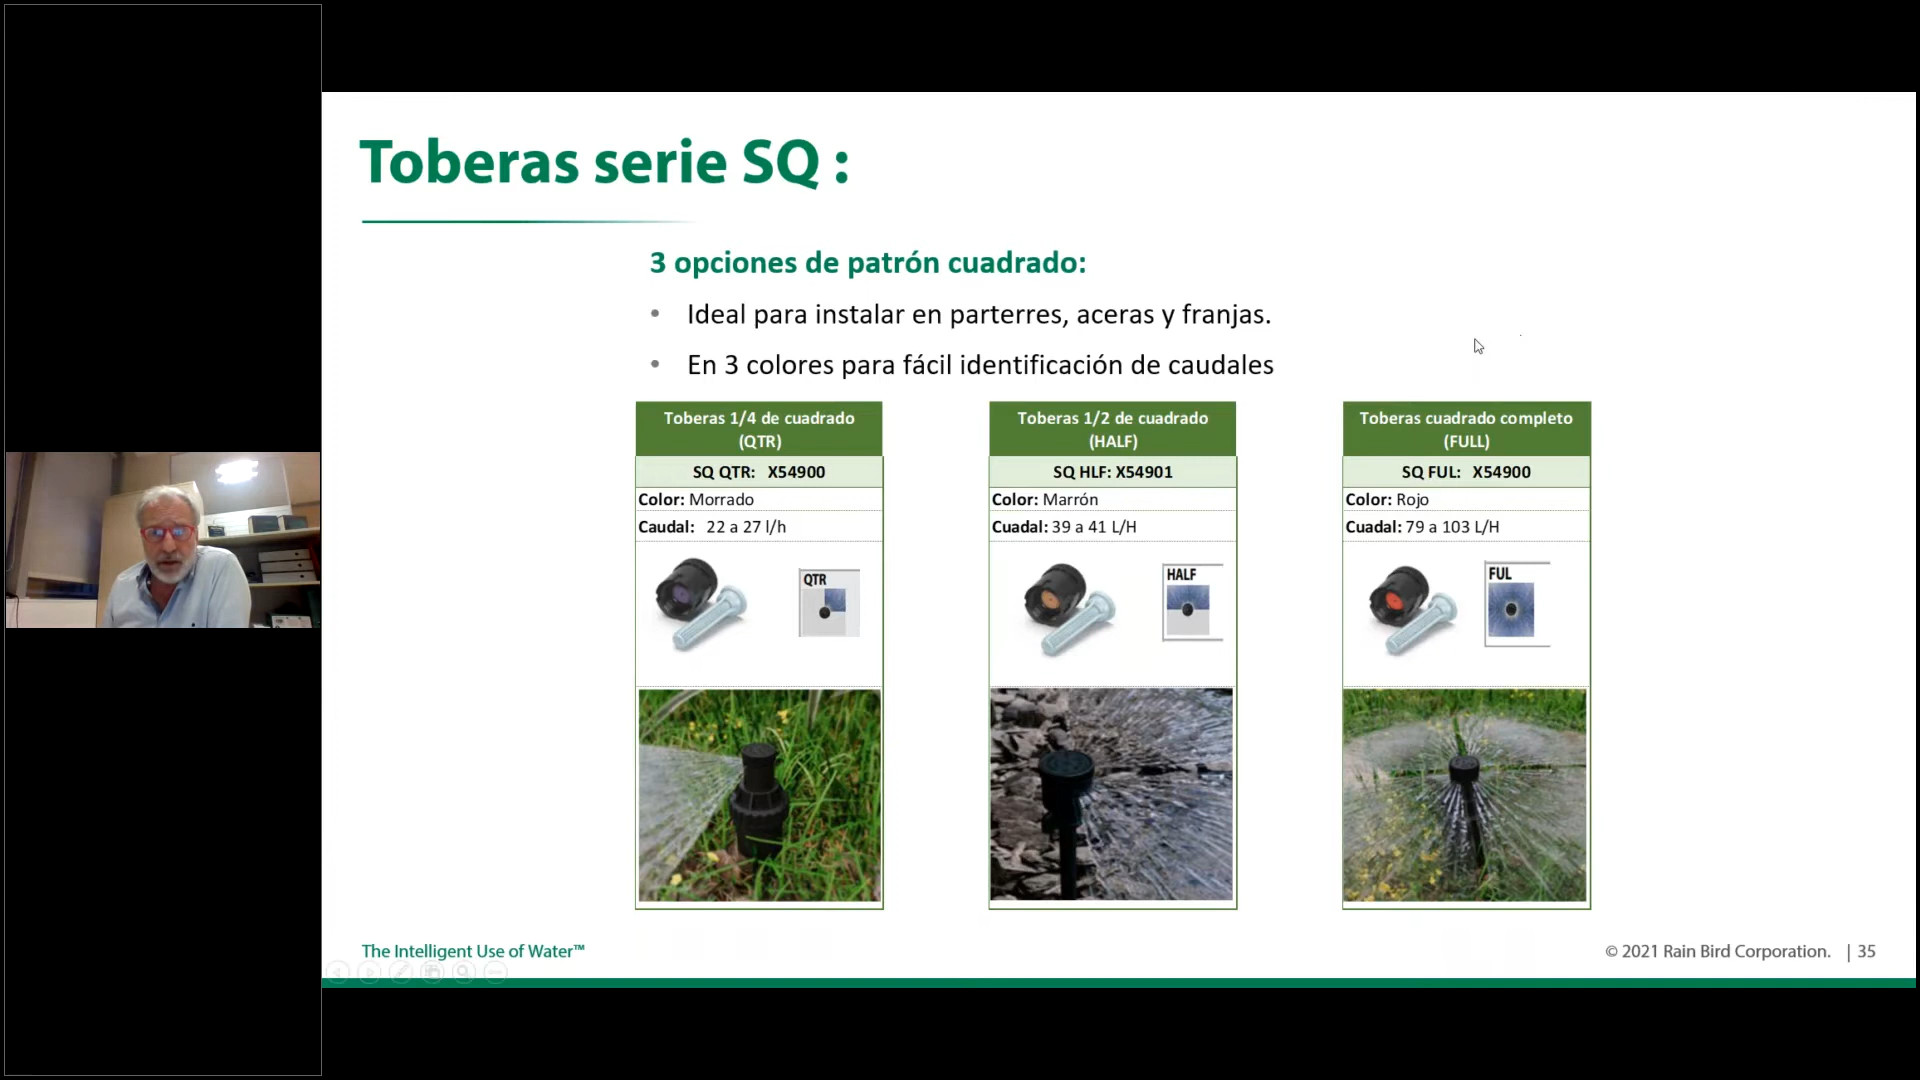 Toberas serie SQ :
3 opciones de patrón cuadrado:
• Ideal para instalar en parterres, aceras y franjas.
• En 3 colores para fácil identificación de caudales
Toberas 1/4 de cuadrado
(QTR)
SQ QTR: X54900
Color: Morrado
Caudal: 22 a 27 l/h
QTR
Toberas 1/2 de cuadrado
(HALF)
SQ HLF: X54901
Color: Marrón
Cuadal: 39 a 41 L/H
HALF
Toberas cuadrado completo
(FULL)
SQ FUL: X54900
Color: Rojo
Cuadal: 79 a 103 L/H
FUL
The Intelligent Use of Water™
© 2021 Rain Bird Corporation. | 35